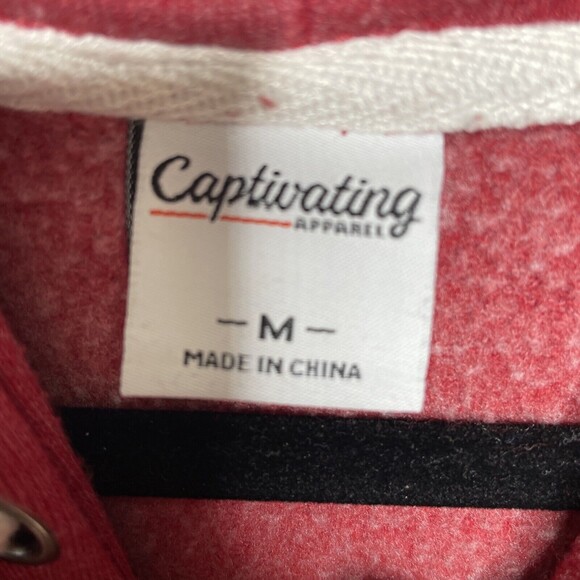 Captivating
APPAREL
— M —
MADE IN CHINA